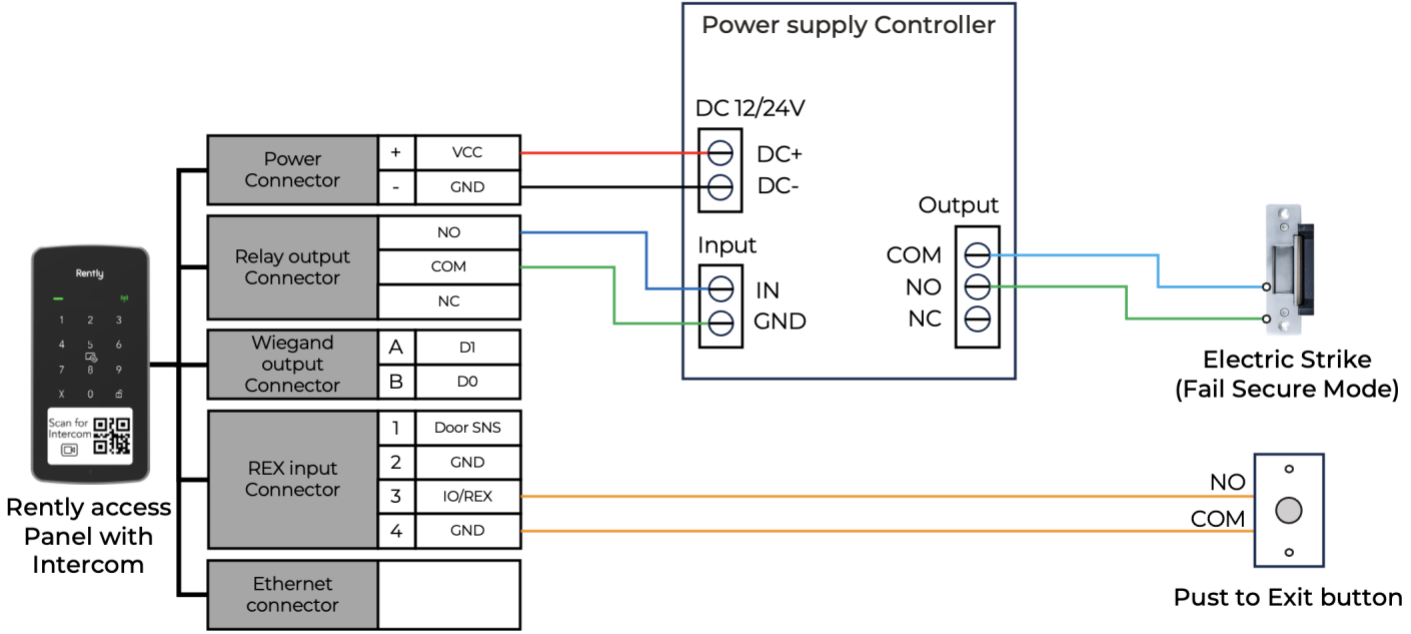 Power supply Controller
DC 12/24V
DC+
DC-
Input
IN
GND
Output
COM
NO
NC
Power
Connector
+
VCC
-
GND
Relay output
Connector
NO
COM
NC
Wiegand
output
Connector
A
D1
B
D0
REX input
Connector
1
Door SNS
2
GND
3
IO/REX
4
GND
Ethernet
connector
Rently
1 2 3
4 5 6
7 8 9
X 0
Scan for
Intercom
Rently access
Panel with
Intercom
Electric Strike
(Fail Secure Mode)
NO
COM
Pust to Exit button